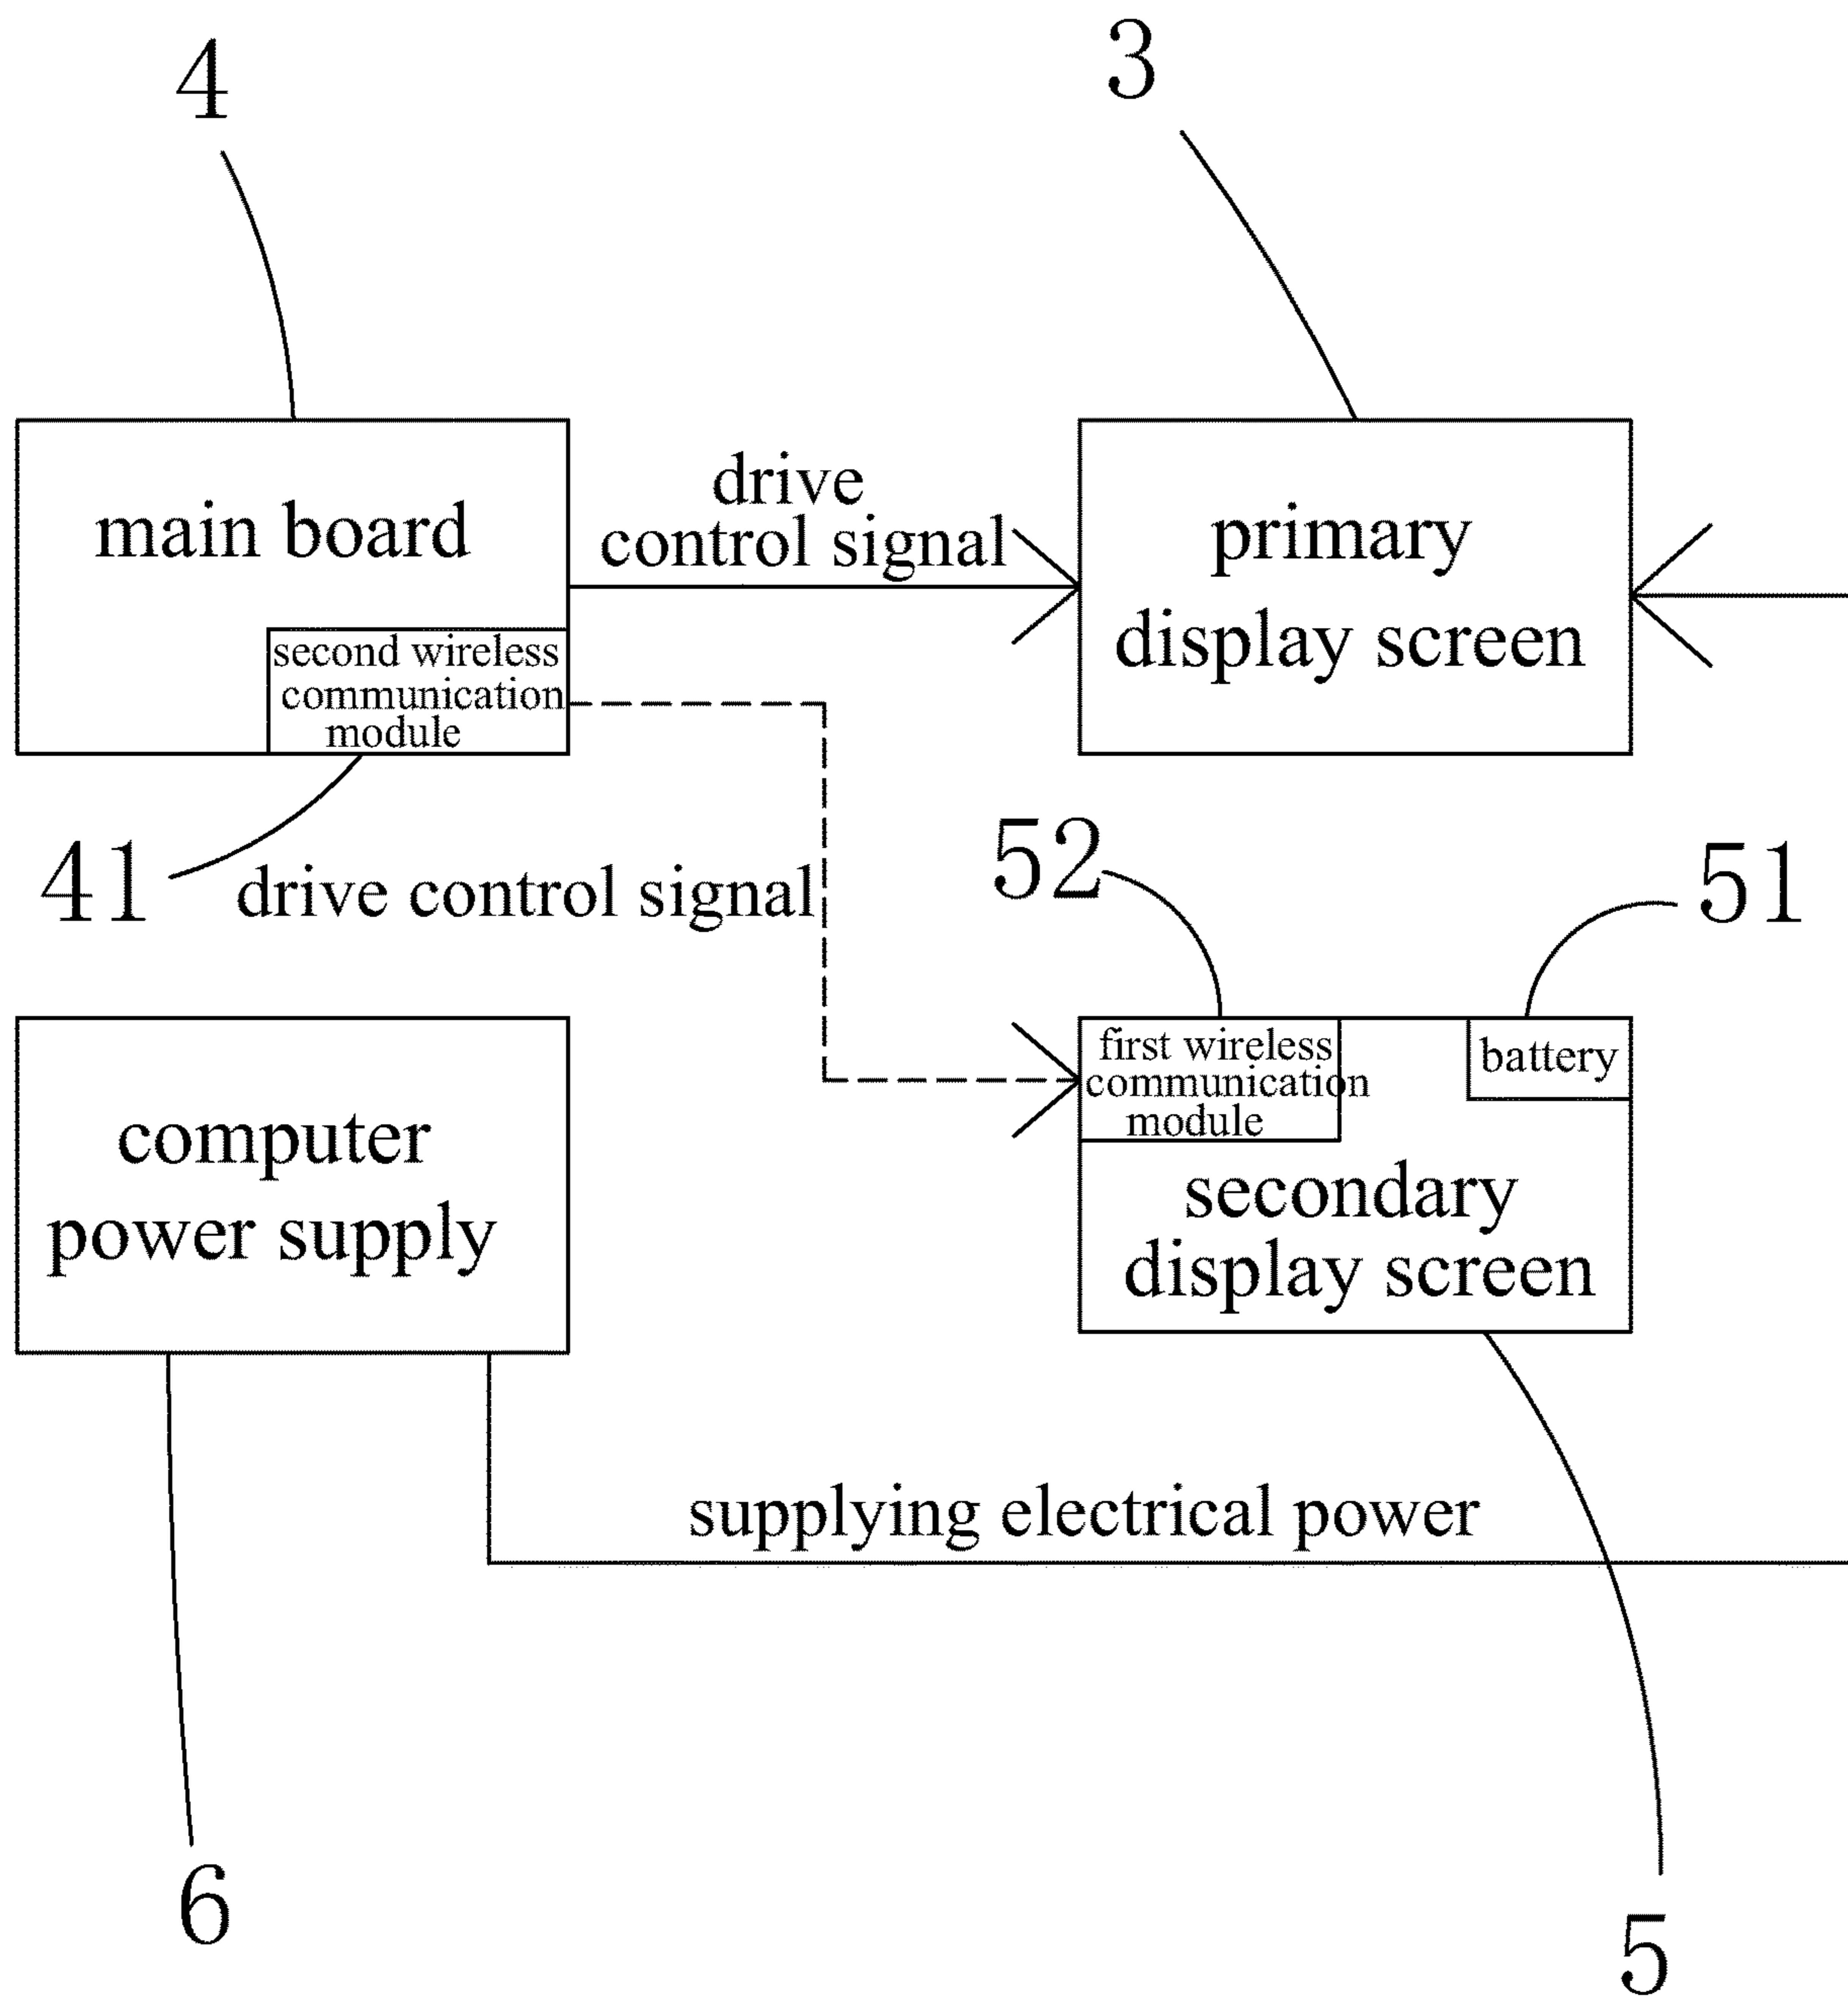 4
3
main board
drive
control signal
primary
display screen
second wireless
communication
module
41
drive control signal
52
51
first wireless
communication
module
battery
computer
power supply
secondary
display screen
supplying electrical power
6
5